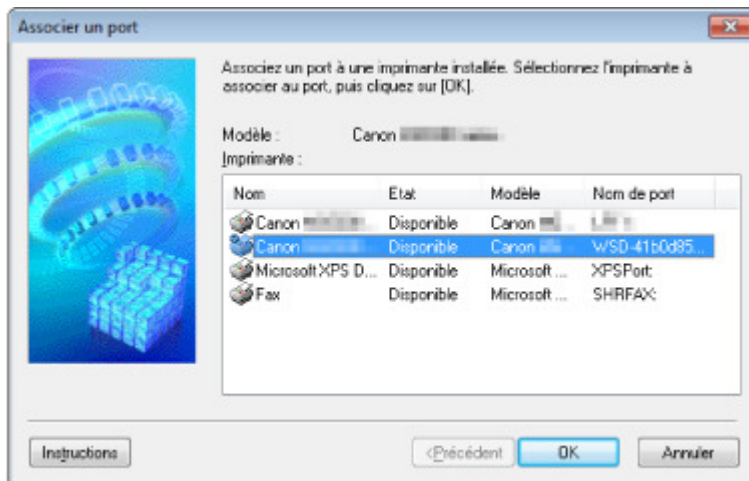 Associer un port
Associez un port à une imprimante installée. Sélectionnez l'imprimante à
associer au port, puis cliquez sur [OK].
Modèle : Canon
Imprimante :
Nom Etat Modèle Nom de port
Canon Disponible Canon
Canon Disponible Canon WSD-41b0d85...
Microsoft XPS D... Disponible Microsoft ... XPSPort:
Fax Disponible Microsoft ... SHRFAX:
Instructions <Précédent OK Annuler